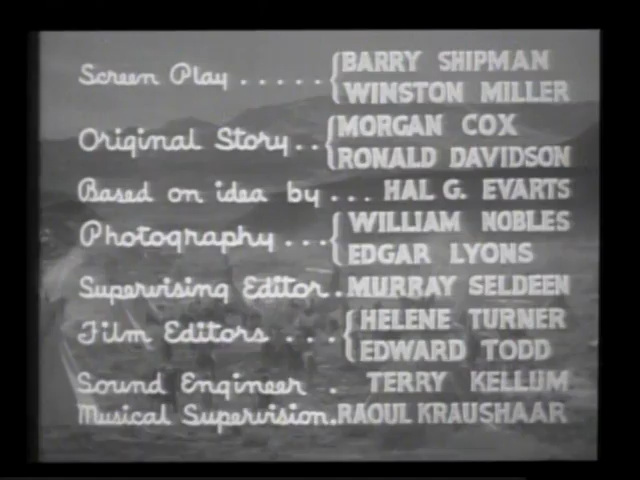 Screen Play ..... { BARRY SHIPMAN
WINSTON MILLER
Original Story .. { MORGAN COX
RONALD DAVIDSON
Based on idea by ... HAL G. EVARTS
Photography ... { WILLIAM NOBLES
EDGAR LYONS
Supervising Editor . MURRAY SELDEEN
Film Editors ... { HELENE TURNER
EDWARD TODD
Sound Engineer . TERRY KELLUM
Musical Supervision. RAOUL KRAUSHAAR